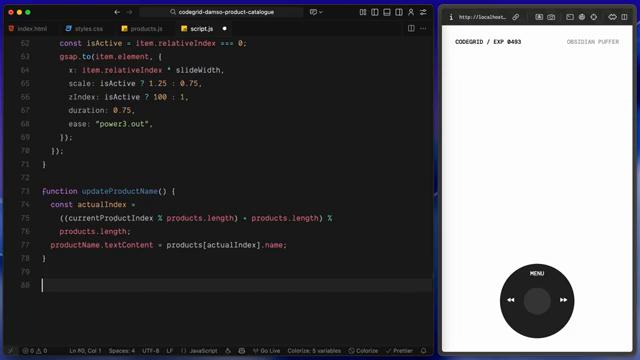 codegrid-damso-product-catalogue
index.html
styles.css
products.js
script.js
62 const isActive = item.relativeIndex === 0;
63 gsap.to(item.element, {
64 x: item.relativeIndex * slideWidth,
65 scale: isActive ? 1.25 : 0.75,
66 zIndex: isActive ? 100 : 1,
67 duration: 0.75,
68 ease: "power3.out",
69 });
70 });
71 }
72
73 function updateProductName() {
74 const actualIndex =
75 ((currentProductIndex % products.length) + products.length) %
76 products.length;
77 productName.textContent = products[actualIndex].name;
78 }
79
80
0 0
Ln 80, Col 1
Spaces: 4
UTF-8
LF
{} JavaScript
Go Live
Colorize: 5 variables
Colorize
Prettier
http://localhost...
CODEGRID / EXP 0493
OBSIDIAN PUFFER
MENU